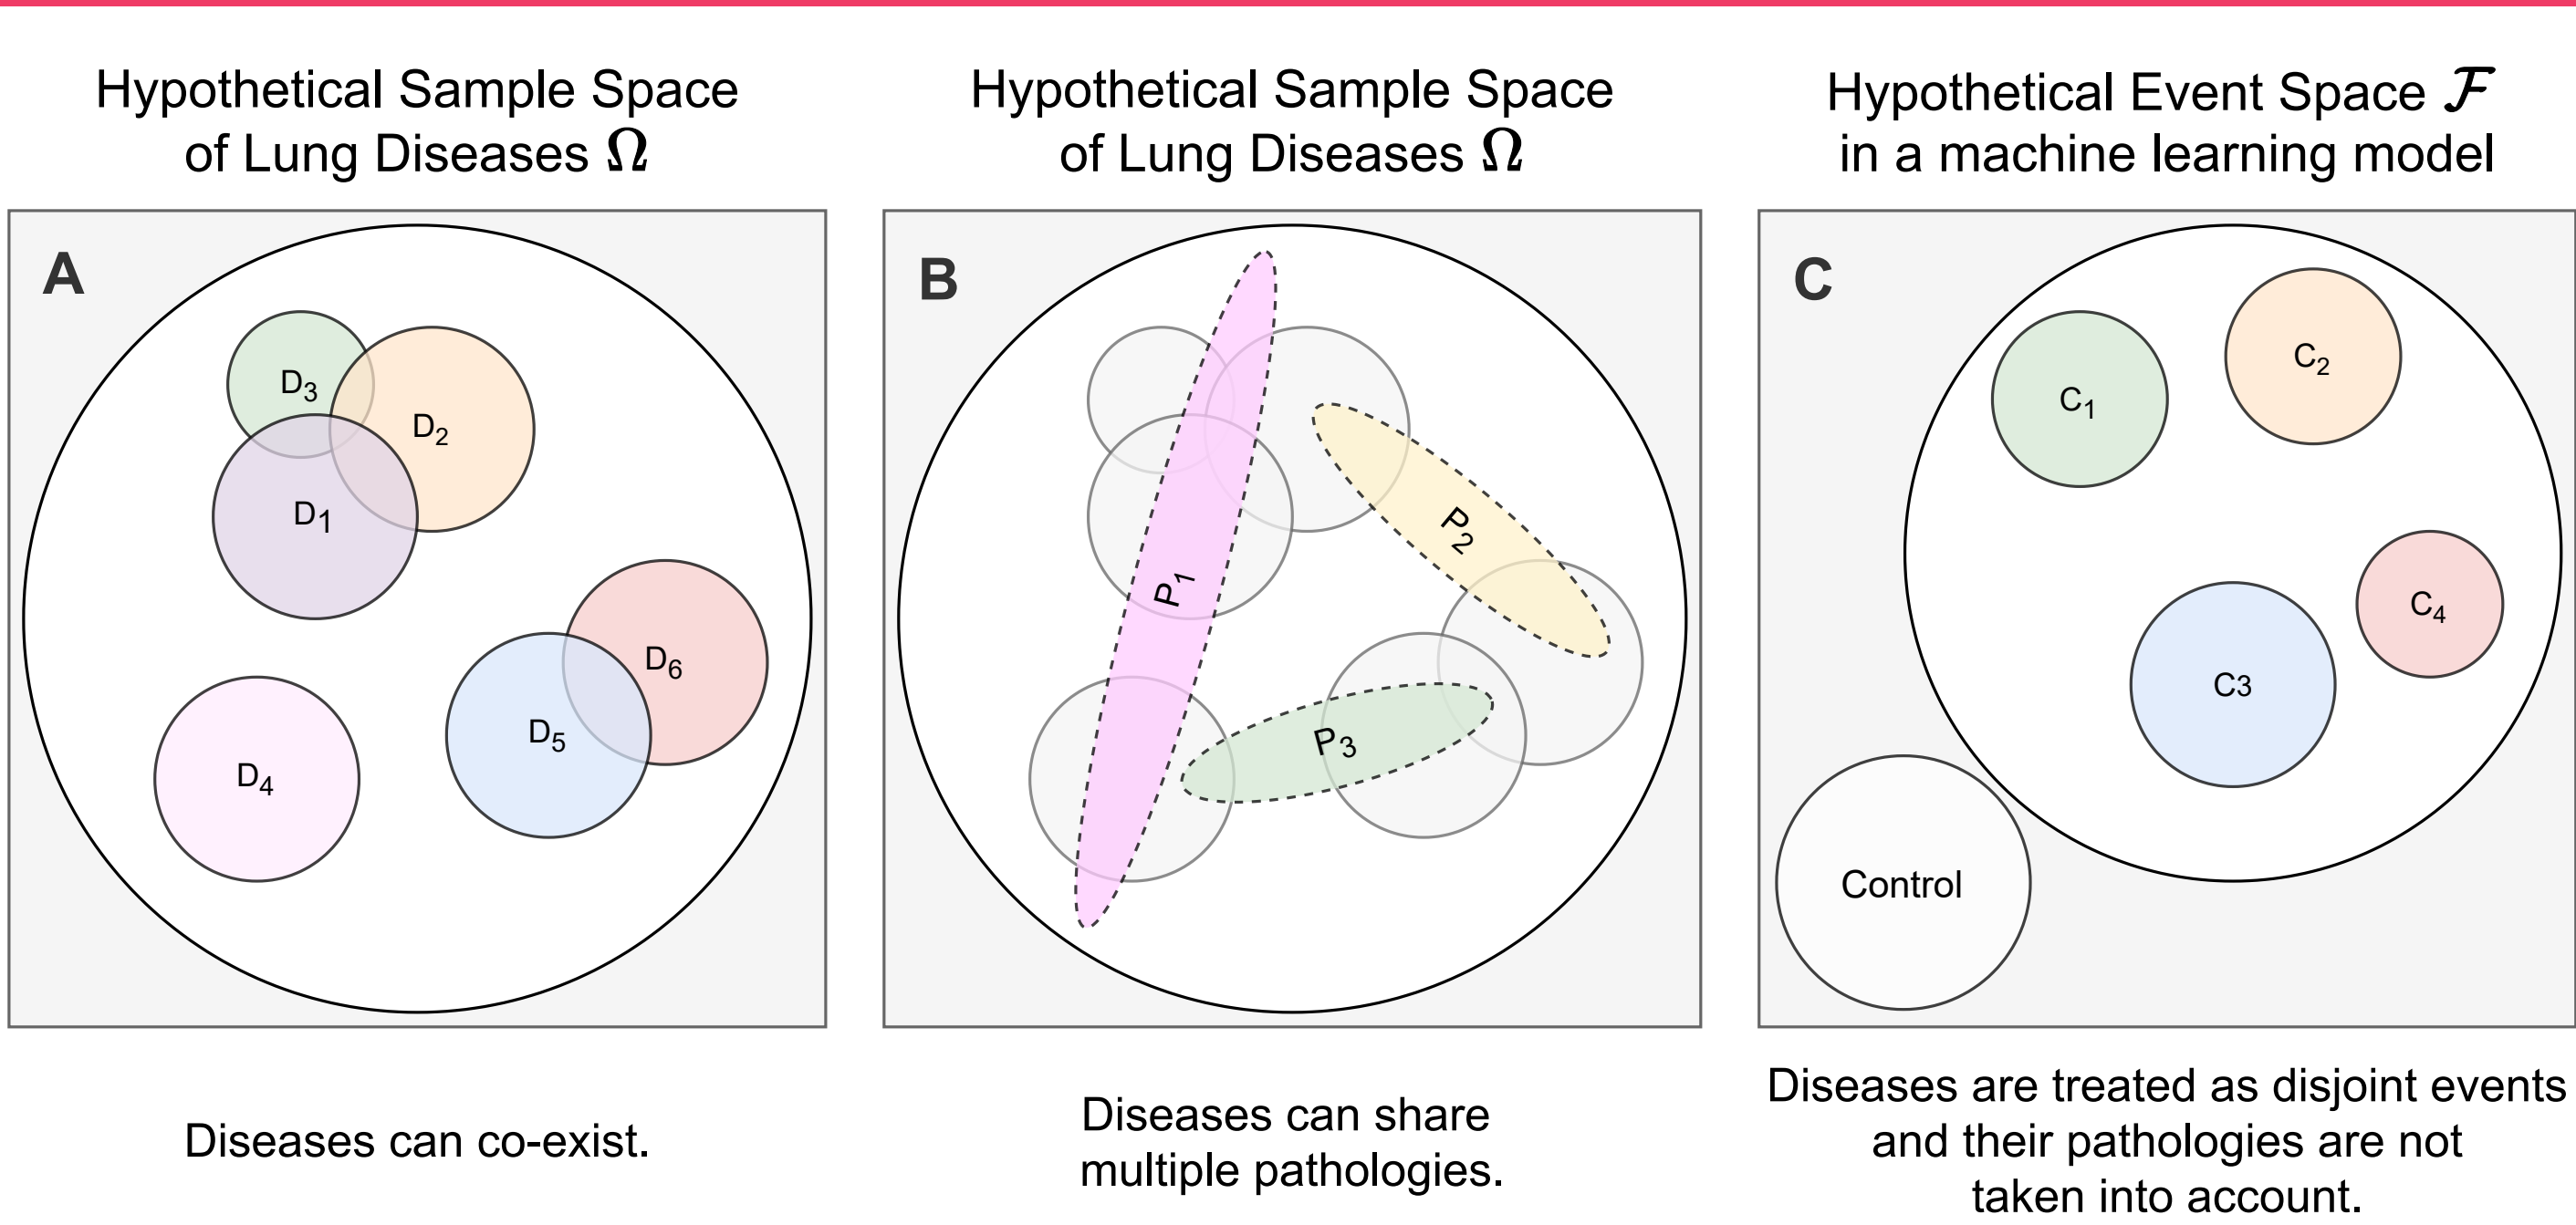 Hypothetical Sample Space
of Lung Diseases Ω
A
D₃
D₂
D₁
D₆
D₅
D₄
Diseases can co-exist.
Hypothetical Sample Space
of Lung Diseases Ω
B
P₂
P₁
P₃
Diseases can share
multiple pathologies.
Hypothetical Event Space ℱ
in a machine learning model
C
C₂
C₁
C₄
C3
Control
Diseases are treated as disjoint events
and their pathologies are not
taken into account.